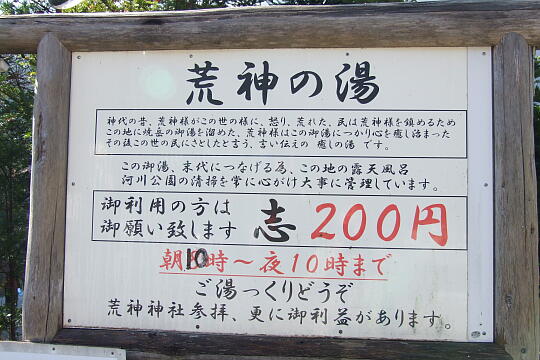 荒神の湯
神代の昔、荒神様がこの世の様に、怒り、荒れた、民は荒神様を鎮めるため
この地に焼岳の御湯を溜めた、荒神様はこの御湯につかり心を癒し治まった
その後この世の民にさとしたと言う、言い伝えの 癒しの湯 です。
この御湯、末代につなげる為、この地の露天風呂
河川公園の清掃を常に心がけ大事に管理しています。
御利用の方は
御願い致します
志 200円
朝10時～夜10時まで
ご湯っくりどうぞ
荒神神社参拝、更に御利益があります。